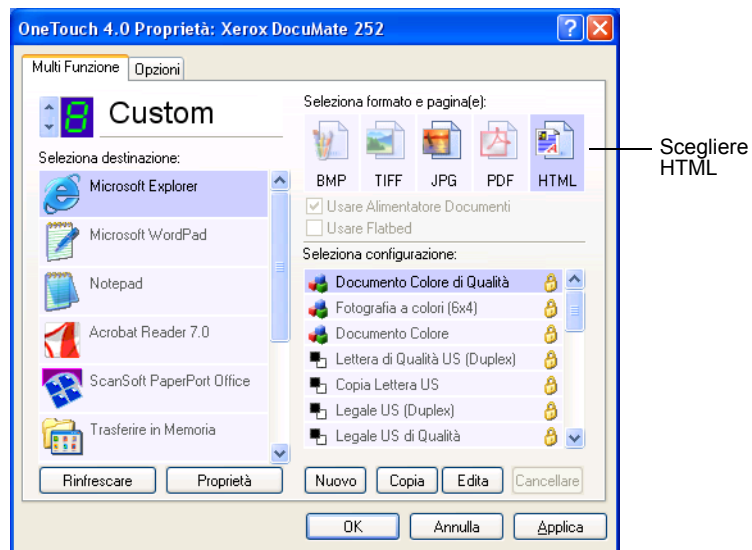 OneTouch 4.0 Proprietà: Xerox DocuMate 252
Multi Funzione
Opzioni
8
Custom
Seleziona destinazione:
Microsoft Explorer
Microsoft WordPad
Notepad
Acrobat Reader 7.0
ScanSoft PaperPort Office
Trasferire in Memoria
Rinfrescare
Proprietà
Seleziona formato e pagina(e):
BMP
TIFF
JPG
PDF
HTML
Usare Alimentatore Documenti
Usare Flatbed
Seleziona configurazione:
Documento Colore di Qualità
Fotografia a colori (6x4)
Documento Colore
Lettera di Qualità US (Duplex)
Copia Lettera US
Legale US (Duplex)
Legale US di Qualità
Nuovo
Copia
Edita
Cancellare
OK
Annulla
Applica
Scegliere
HTML